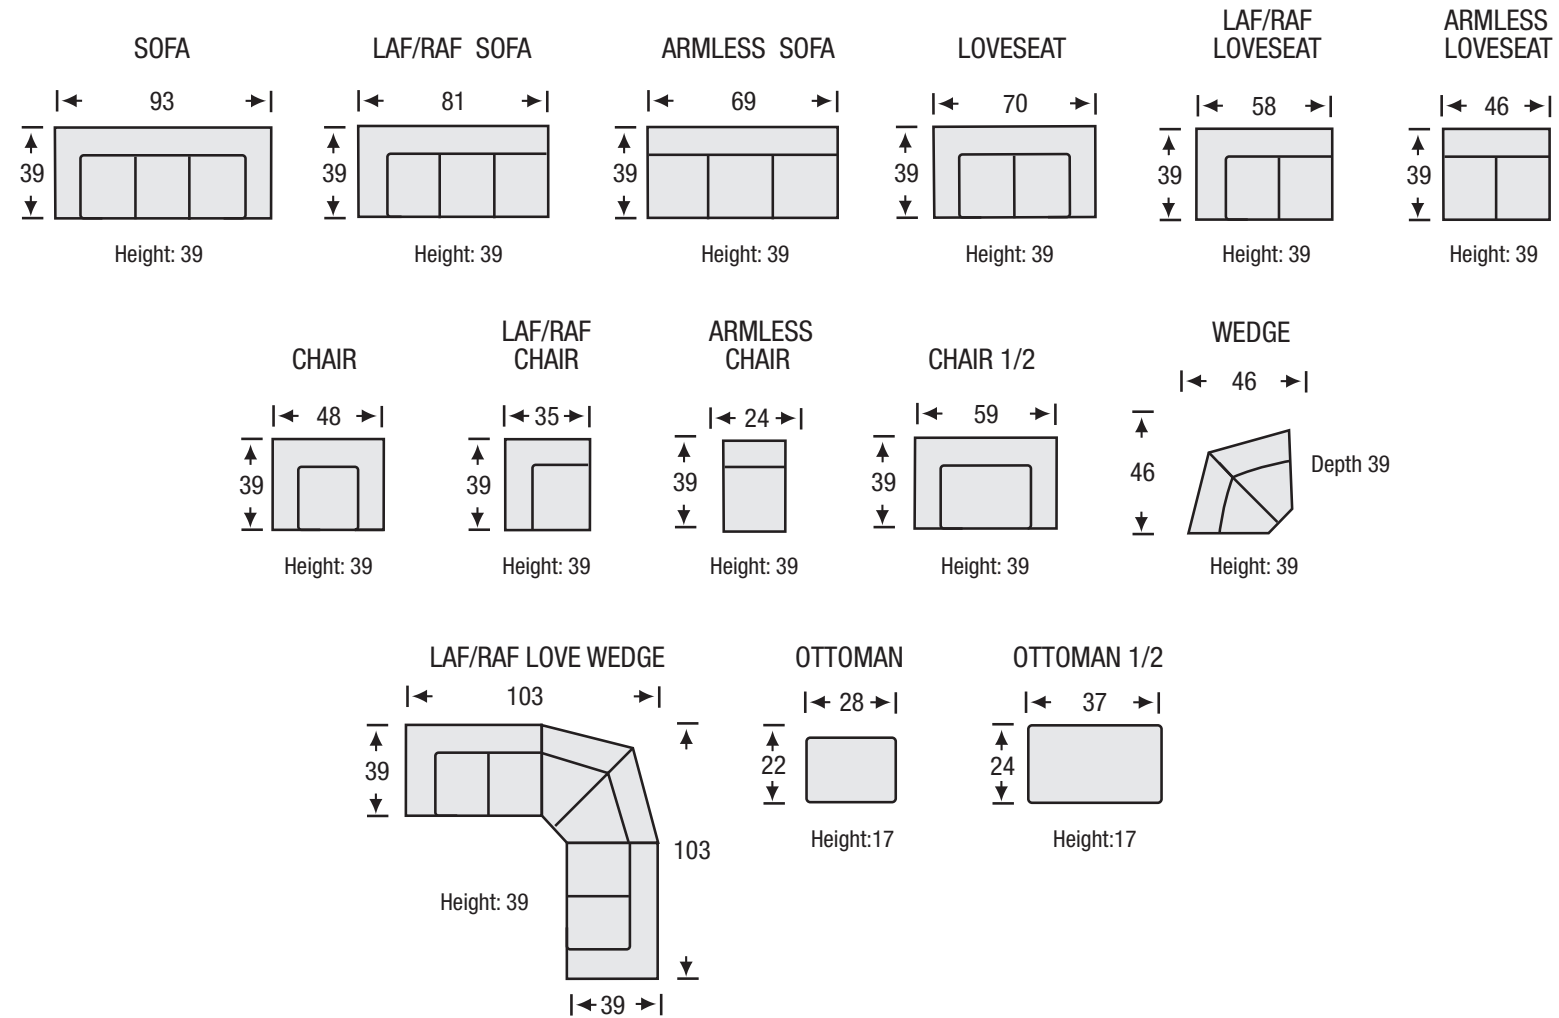 SOFA
93
39
Height: 39
LAF/RAF SOFA
81
39
Height: 39
ARMLESS SOFA
69
39
Height: 39
LOVESEAT
70
39
Height: 39
LAF/RAF
LOVESEAT
58
39
Height: 39
ARMLESS
LOVESEAT
46
39
Height: 39
CHAIR
48
39
Height: 39
LAF/RAF
CHAIR
35
39
Height: 39
ARMLESS
CHAIR
24
39
Height: 39
CHAIR 1/2
59
39
Height: 39
WEDGE
46
46
Depth 39
Height: 39
LAF/RAF LOVE WEDGE
103
39
103
Height: 39
39
OTTOMAN
28
22
Height:17
OTTOMAN 1/2
37
24
Height:17